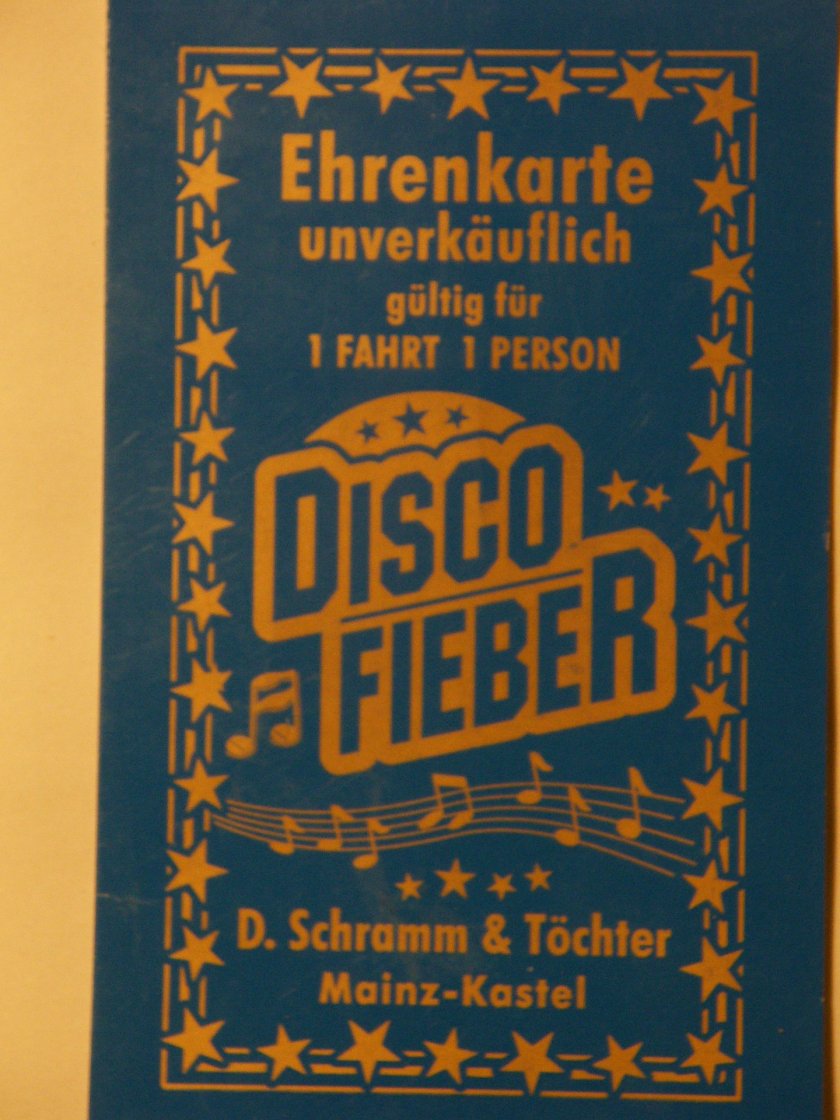 Ehrenkarte
unverkäuflich
gültig für
1 FAHRT 1 PERSON
DISCO
FIEBER
D. Schramm & Töchter
Mainz-Kastel